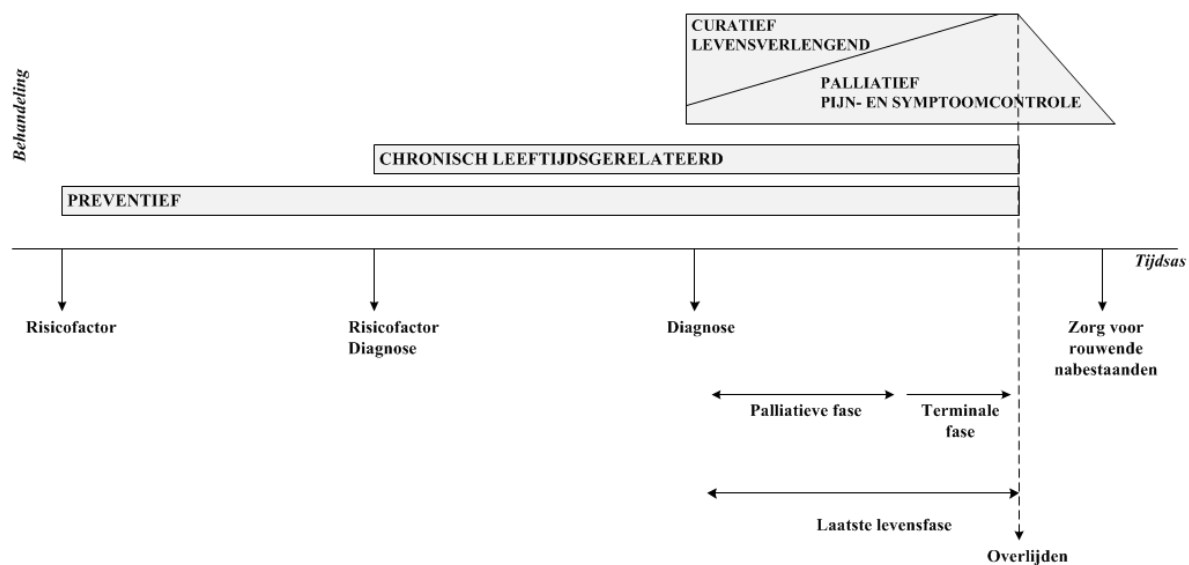 CURATIEF
LEVENSVERLENGEND
PALLIATIEF
PIJN- EN SYMPTOOMCONTROLE
Behandeling
CHRONISCH LEEFTIJDSGERELATEERD
PREVENTIEF
Tijdsas
Risicofactor
Risicofactor
Diagnose
Diagnose
Zorg voor
rouwende
nabestaanden
Palliatieve fase
Terminale
fase
Laatste levensfase
Overlijden